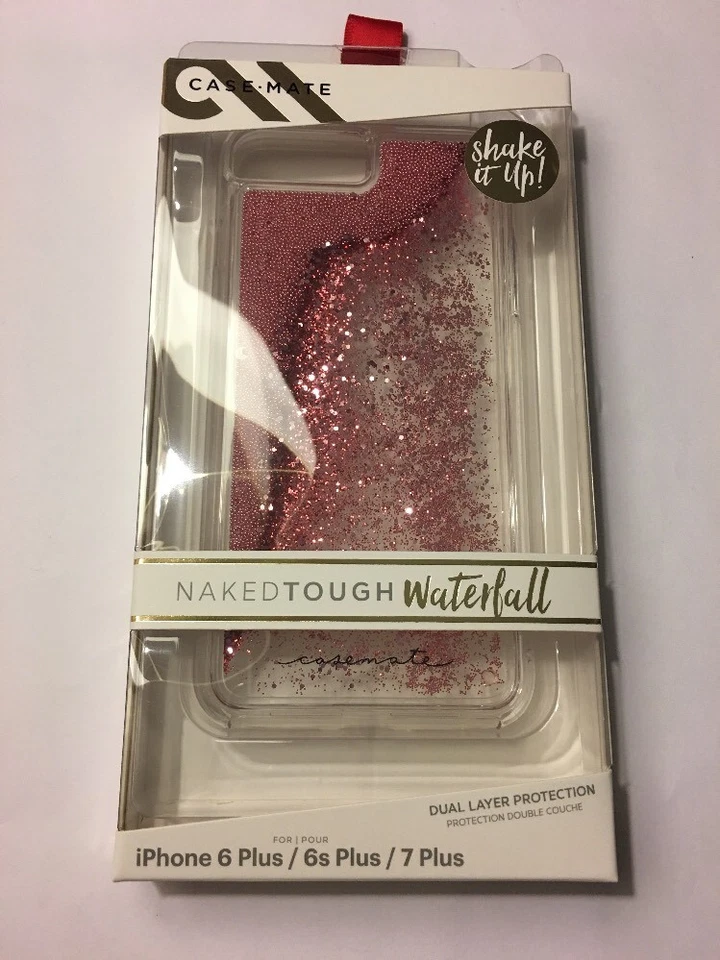 CASE·MATE
shake
it up!
NAKEDTOUGH Waterfall
casemate
DUAL LAYER PROTECTION
PROTECTION DOUBLE COUCHE
FOR | POUR
iPhone 6 Plus / 6s Plus / 7 Plus